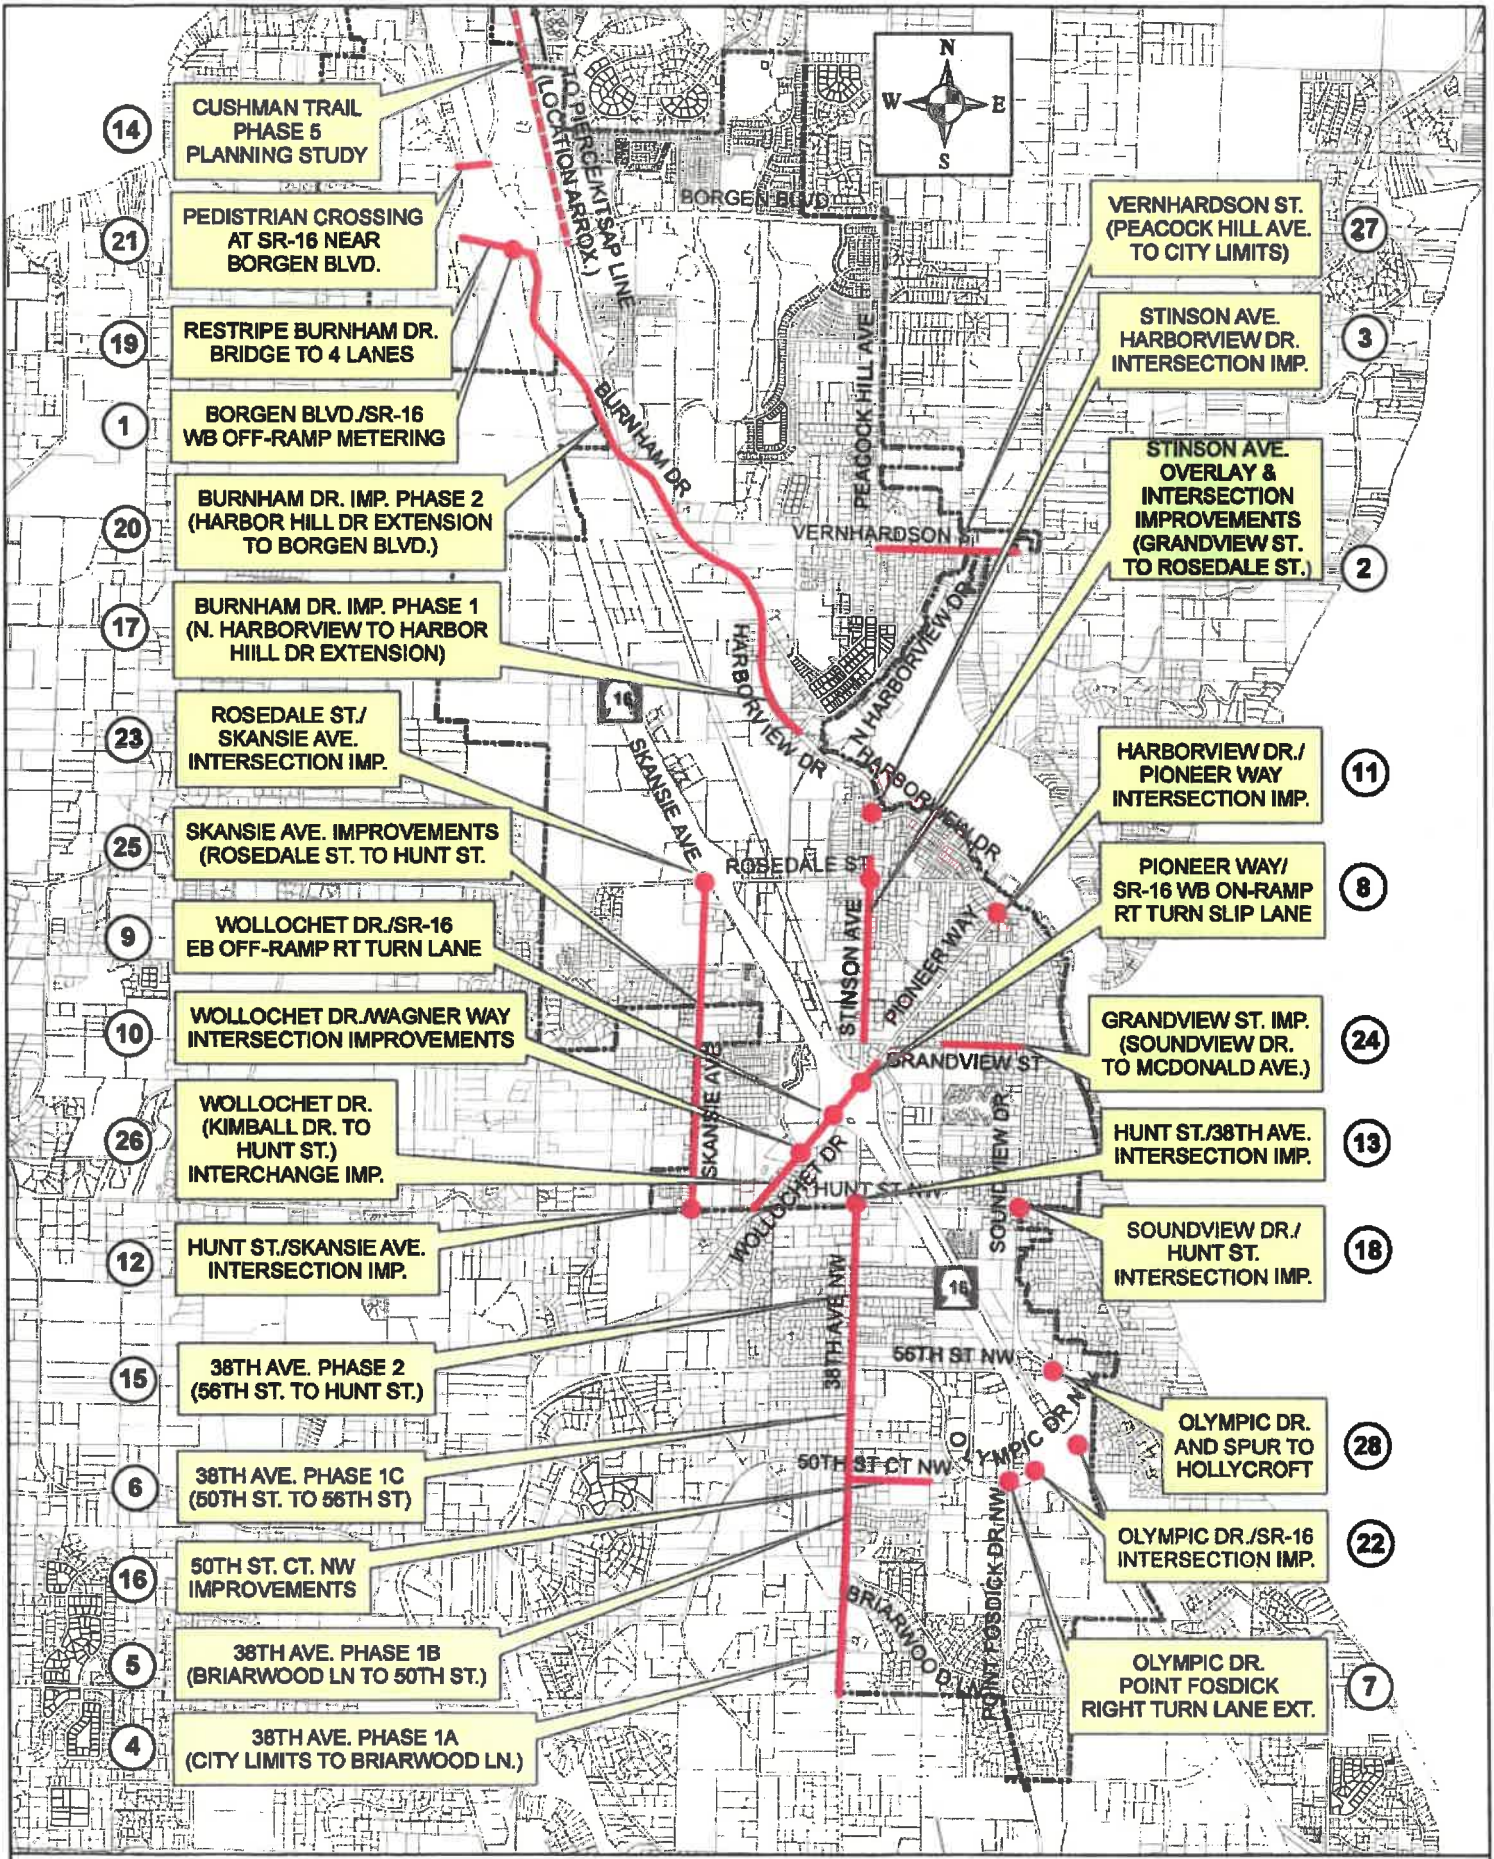 N
W E
S
14
CUSHMAN TRAIL
PHASE 5
PLANNING STUDY
21
PEDISTRIAN CROSSING
AT SR-16 NEAR
BORGEN BLVD.
19
RESTRIPE BURNHAM DR.
BRIDGE TO 4 LANES
1
BORGEN BLVD./SR-16
WB OFF-RAMP METERING
20
BURNHAM DR. IMP. PHASE 2
(HARBOR HILL DR EXTENSION
TO BORGEN BLVD.)
17
BURNHAM DR. IMP. PHASE 1
(N. HARBORVIEW TO HARBOR
HIILL DR EXTENSION)
23
ROSEDALE ST./
SKANSIE AVE.
INTERSECTION IMP.
25
SKANSIE AVE. IMPROVEMENTS
(ROSEDALE ST. TO HUNT ST.
9
WOLLOCHET DR./SR-16
EB OFF-RAMP RT TURN LANE
10
WOLLOCHET DR./WAGNER WAY
INTERSECTION IMPROVEMENTS
26
WOLLOCHET DR.
(KIMBALL DR. TO
HUNT ST.)
INTERCHANGE IMP.
12
HUNT ST./SKANSIE AVE.
INTERSECTION IMP.
15
38TH AVE. PHASE 2
(56TH ST. TO HUNT ST.)
6
38TH AVE. PHASE 1C
(50TH ST. TO 56TH ST)
16
50TH ST. CT. NW
IMPROVEMENTS
5
38TH AVE. PHASE 1B
(BRIARWOOD LN TO 50TH ST.)
4
38TH AVE. PHASE 1A
(CITY LIMITS TO BRIARWOOD LN.)
TO PIERCE/KITSAP LINE
(LOCATION APROX.)
BORGEN BLVD
BURNHAM DR
PEACOCK HILL AVE
VERNHARDSON
N HARBORVIEW DR
HARBORVIEW DR
HARBORVIEW DR
16
SKANSIE AVE
ROSEDALE ST
STINSON AVE
PIONEER WAY
GRANDVIEW ST
SKANSIE AVE
WOLLOCHET DR
HUNT ST NW
SOUNDVIEW DR
16
38TH AVE NW
56TH ST NW
OLYMPIC DR NW
50TH ST CT NW
POINT FOSDICK DR NW
BRIARWOOD LN
VERNHARDSON ST.
(PEACOCK HILL AVE.
TO CITY LIMITS)
27
STINSON AVE.
HARBORVIEW DR.
INTERSECTION IMP.
3
STINSON AVE.
OVERLAY &
INTERSECTION
IMPROVEMENTS
(GRANDVIEW ST.
TO ROSEDALE ST.)
2
HARBORVIEW DR./
PIONEER WAY
INTERSECTION IMP.
11
PIONEER WAY/
SR-16 WB ON-RAMP
RT TURN SLIP LANE
8
GRANDVIEW ST. IMP.
(SOUNDVIEW DR.
TO MCDONALD AVE.)
24
HUNT ST./38TH AVE.
INTERSECTION IMP.
13
SOUNDVIEW DR./
HUNT ST.
INTERSECTION IMP.
18
OLYMPIC DR.
AND SPUR TO
HOLLYCROFT
28
OLYMPIC DR./SR-16
INTERSECTION IMP.
22
OLYMPIC DR.
POINT FOSDICK
RIGHT TURN LANE EXT.
7